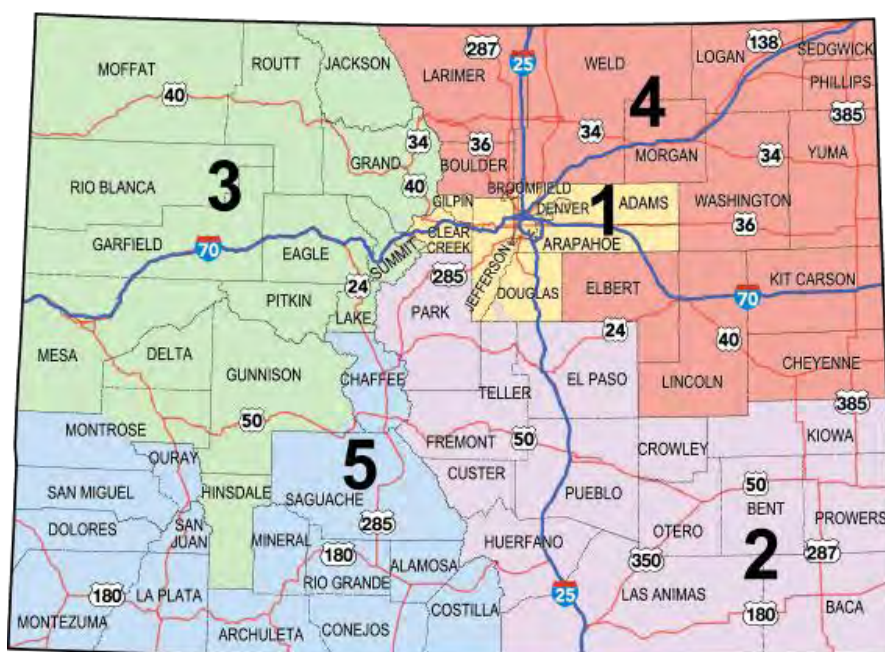 MOFFAT
ROUTT
JACKSON
LARIMER
287
25
WELD
LOGAN
138
SEDGWICK
PHILLIPS
385
40
34
36
BOULDER
34
4
MORGAN
34
YUMA
GRAND
40
RIO BLANCA
3
BROOMFIELD
GILPIN
DENVER
1
ADAMS
WASHINGTON
36
GARFIELD
70
EAGLE
SUMMIT
CLEAR
CREEK
ARAPAHOE
285
JEFFERSON
DOUGLAS
ELBERT
KIT CARSON
70
24
PITKIN
LAKE
PARK
24
40
MESA
DELTA
GUNNISON
CHAFFEE
TELLER
EL PASO
LINCOLN
CHEYENNE
385
MONTROSE
50
FREMONT
50
CROWLEY
KIOWA
OURAY
5
CUSTER
SAN MIGUEL
HINSDALE
SAGUACHE
PUEBLO
50
BENT
PROWERS
DOLORES
SAN
JUAN
MINERAL
285
180
ALAMOSA
HUERFANO
OTERO
2
287
350
RIO GRANDE
180
LA PLATA
COSTILLA
25
LAS ANIMAS
180
BACA
MONTEZUMA
ARCHULETA
CONEJOS